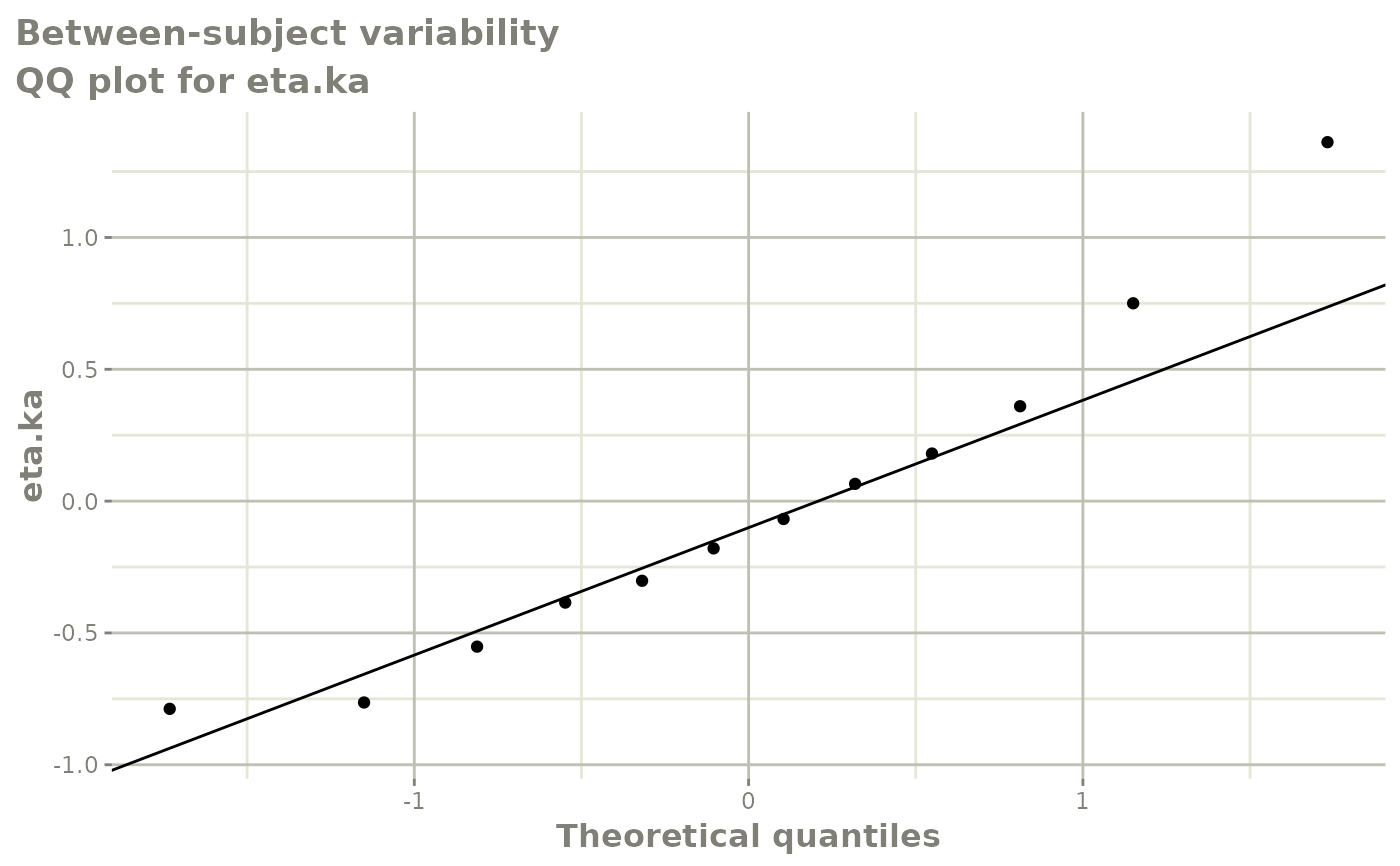 Between-subject variability
QQ plot for eta.ka
1.0
0.5
0.0
-0.5
-1.0
eta.ka
-1
0
1
Theoretical quantiles